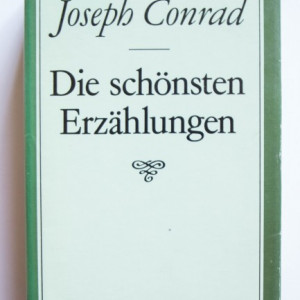 Joseph Conrad
Die schönsten
Erzählungen